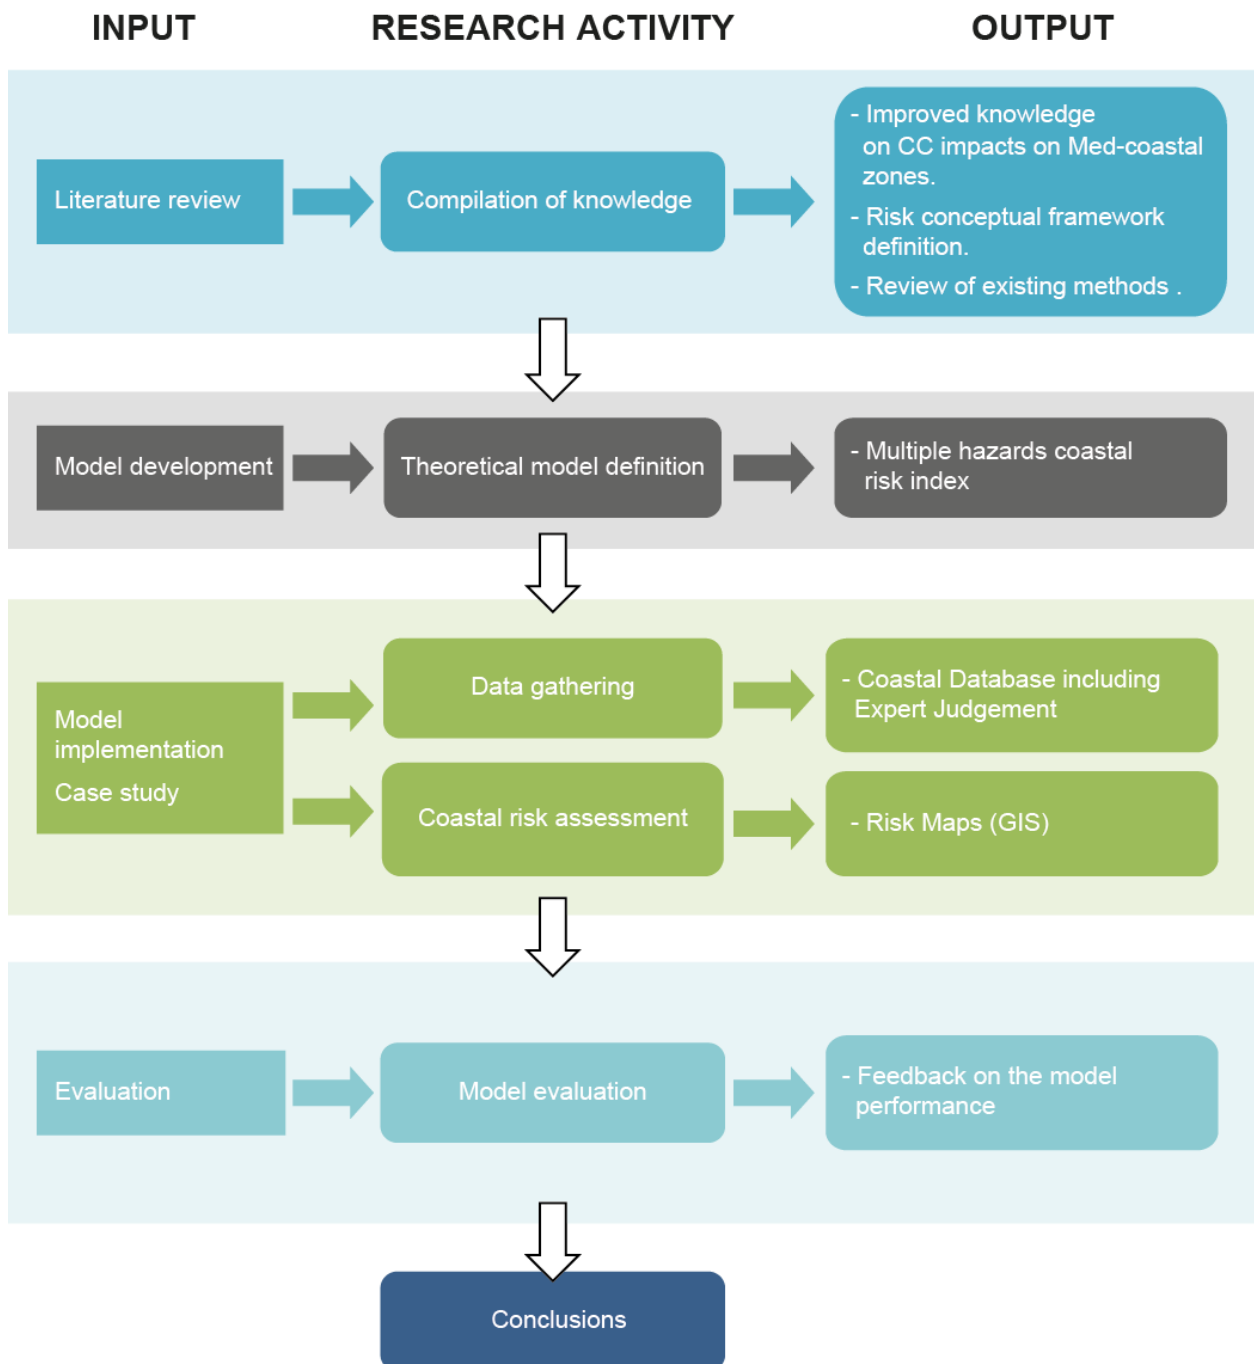 INPUT
RESEARCH ACTIVITY
OUTPUT
Literature review
Compilation of knowledge
- Improved knowledge
on CC impacts on Med-coastal
zones.
- Risk conceptual framework
definition.
- Review of existing methods .
Model development
Theoretical model definition
- Multiple hazards coastal
risk index
Model
implementation
Case study
Data gathering
- Coastal Database including
Expert Judgement
Coastal risk assessment
- Risk Maps (GIS)
Evaluation
Model evaluation
- Feedback on the model
performance
Conclusions